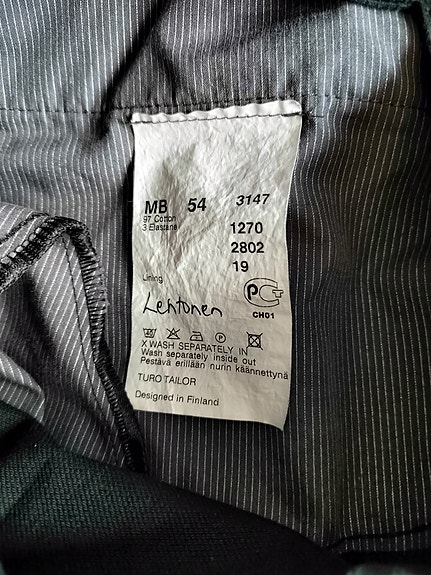 MB 54 3147
97 Cotton
3 Elastane
1270
2802
19
Lining
PCT
CH01
Lehtonen
X WASH SEPARATELY IN
Wash separately inside out
Pestävä erillään nurin käännettynä
TURO TAILOR
Designed in Finland